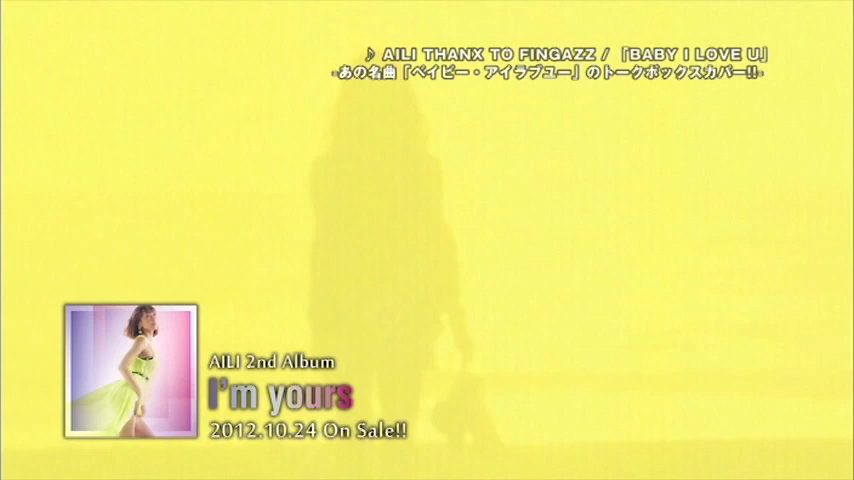 ♪ AILI THANX TO FINGAZZ / 「BABY I LOVE U」
-あの名曲「ベイビー・アイラブユー」のトークボックスカバー!!-
AILI 2nd Album
I'm yours
2012.10.24 On Sale!!